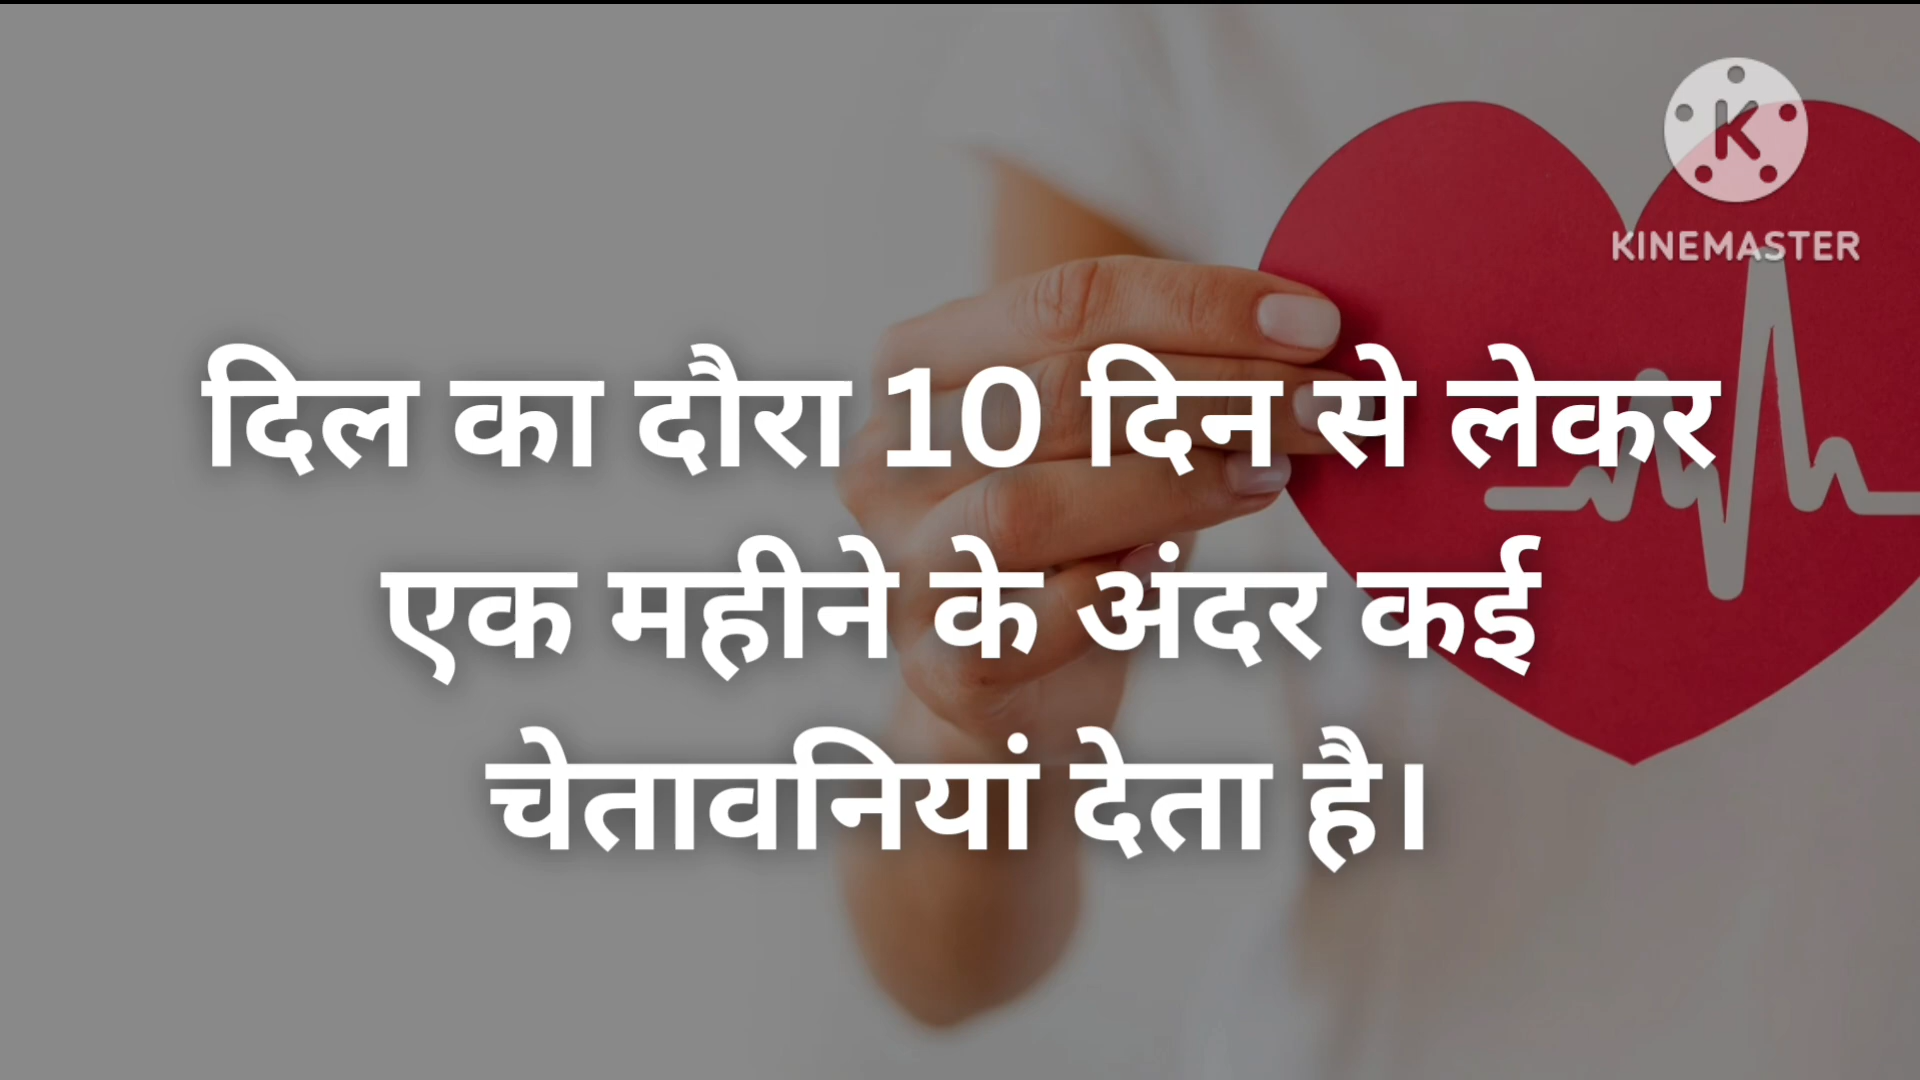 KINEMASTER
दिल का दौरा 10 दिन से लेकर
एक महीने के अंदर कई
चेतावनियां देता है।